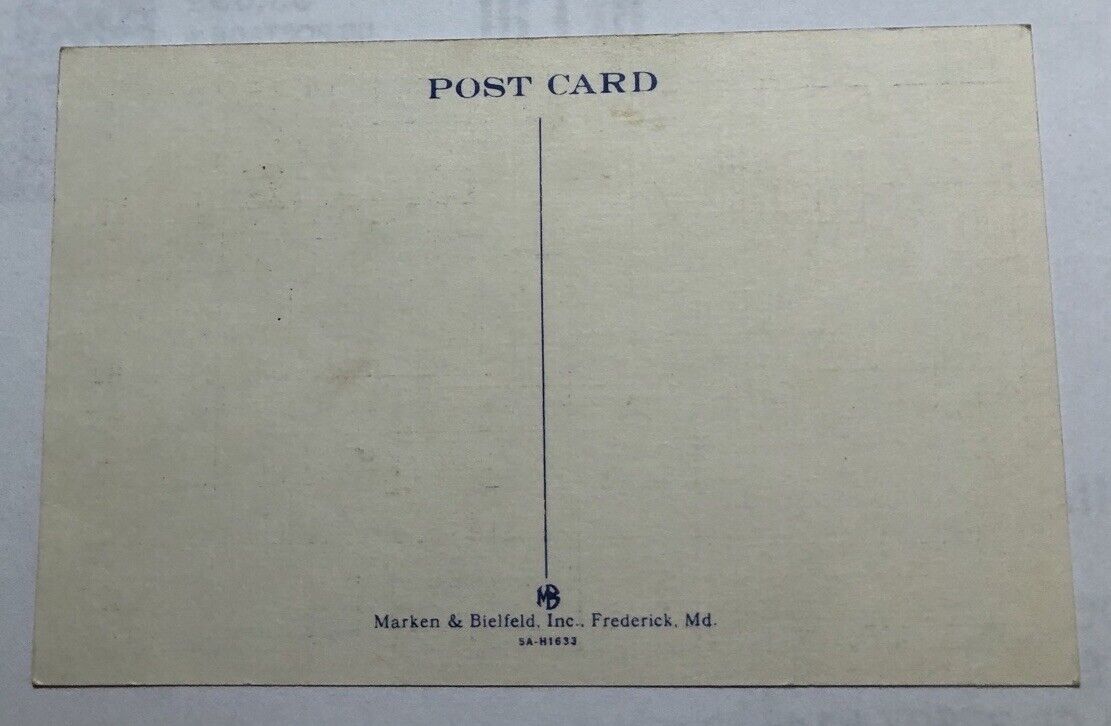 POST CARD
MB
Marken & Bielfeld, Inc., Frederick, Md.
5A-H1633